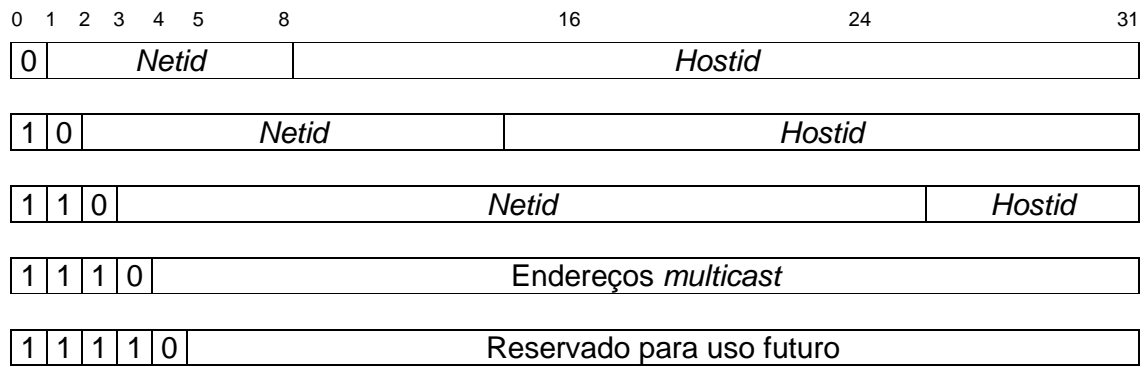 0 1 2 3 4 5 8 16 24 31
0 Netid Hostid
1 0 Netid Hostid
1 1 0 Netid Hostid
1 1 1 0 Endereços multicast
1 1 1 1 0 Reservado para uso futuro